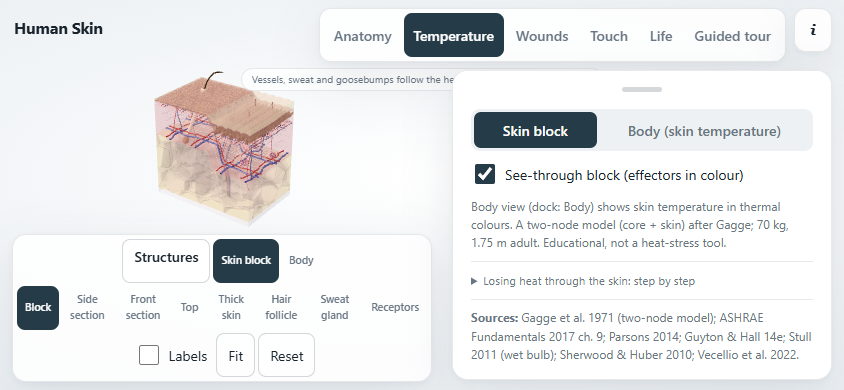 Human Skin
Anatomy Temperature Wounds Touch Life Guided tour i
Vessels, sweat and goosebumps follow the he
Skin block Body (skin temperature)
See-through block (effectors in colour)
Body view (dock: Body) shows skin temperature in thermal
colours. A two-node model (core + skin) after Gagge; 70 kg,
1.75 m adult. Educational, not a heat-stress tool.
Losing heat through the skin: step by step
Sources: Gagge et al. 1971 (two-node model); ASHRAE
Fundamentals 2017 ch. 9; Parsons 2014; Guyton & Hall 14e; Stull
2011 (wet bulb); Sherwood & Huber 2010; Vecellio et al. 2022.
Structures Skin block Body
Block Side section Front section Top Thick skin Hair follicle Sweat gland Receptors
Labels Fit Reset